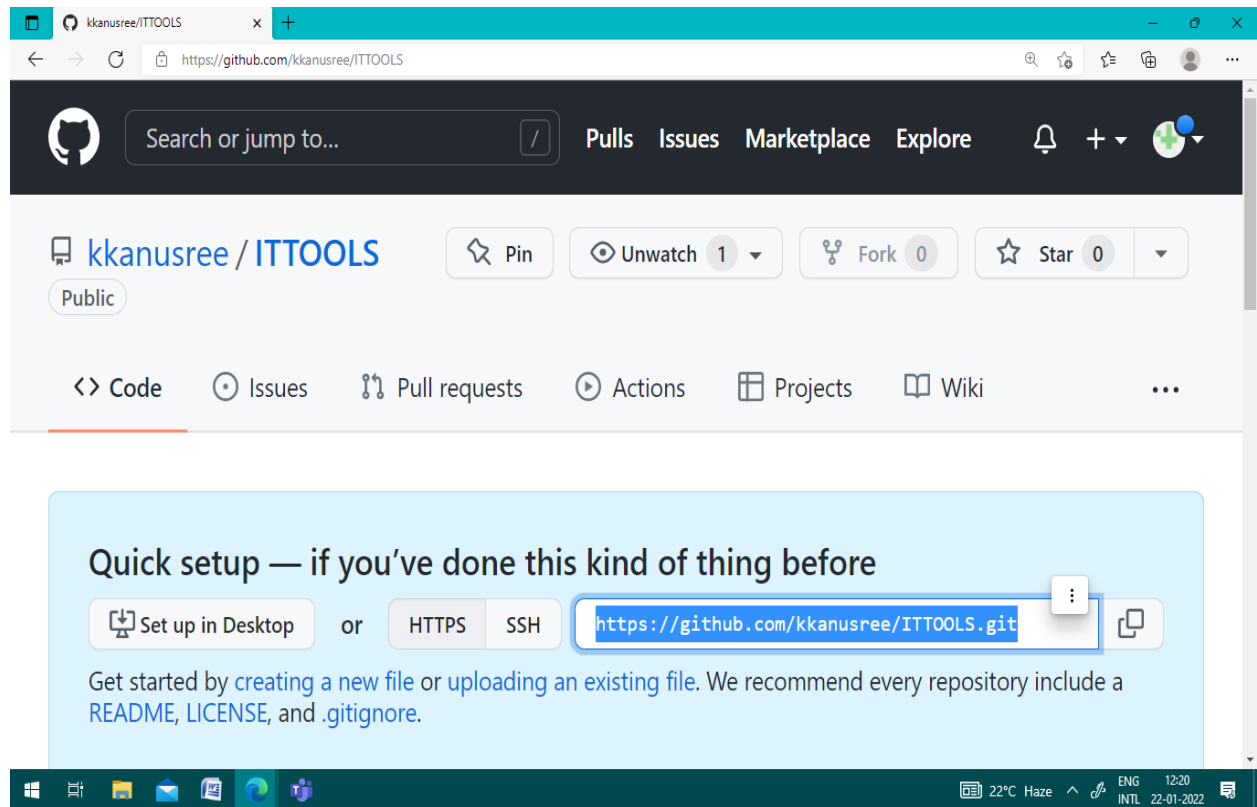 kkanusree/ITTOOLS
https://github.com/kkanusree/ITTOOLS
Search or jump to... / Pulls Issues Marketplace Explore
kkanusree / ITTOOLS Pin Unwatch 1 Fork 0 Star 0
Public
Code Issues Pull requests Actions Projects Wiki
Quick setup — if you’ve done this kind of thing before
Set up in Desktop or HTTPS SSH https://github.com/kkanusree/ITTOOLS.git
Get started by creating a new file or uploading an existing file. We recommend every repository include a
README, LICENSE, and .gitignore.
22°C Haze ENG 12:20
INTL 22-01-2022